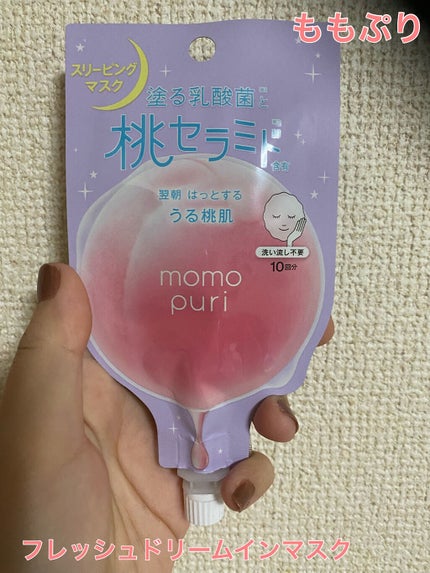 ももぷり
スリーピング
マスク
塗る乳酸菌*1と
桃セラミド*2
含有
翌朝 はっとする
うる桃肌
洗い流し不要
10回分
momo
puri
フレッシュドリームインマスク